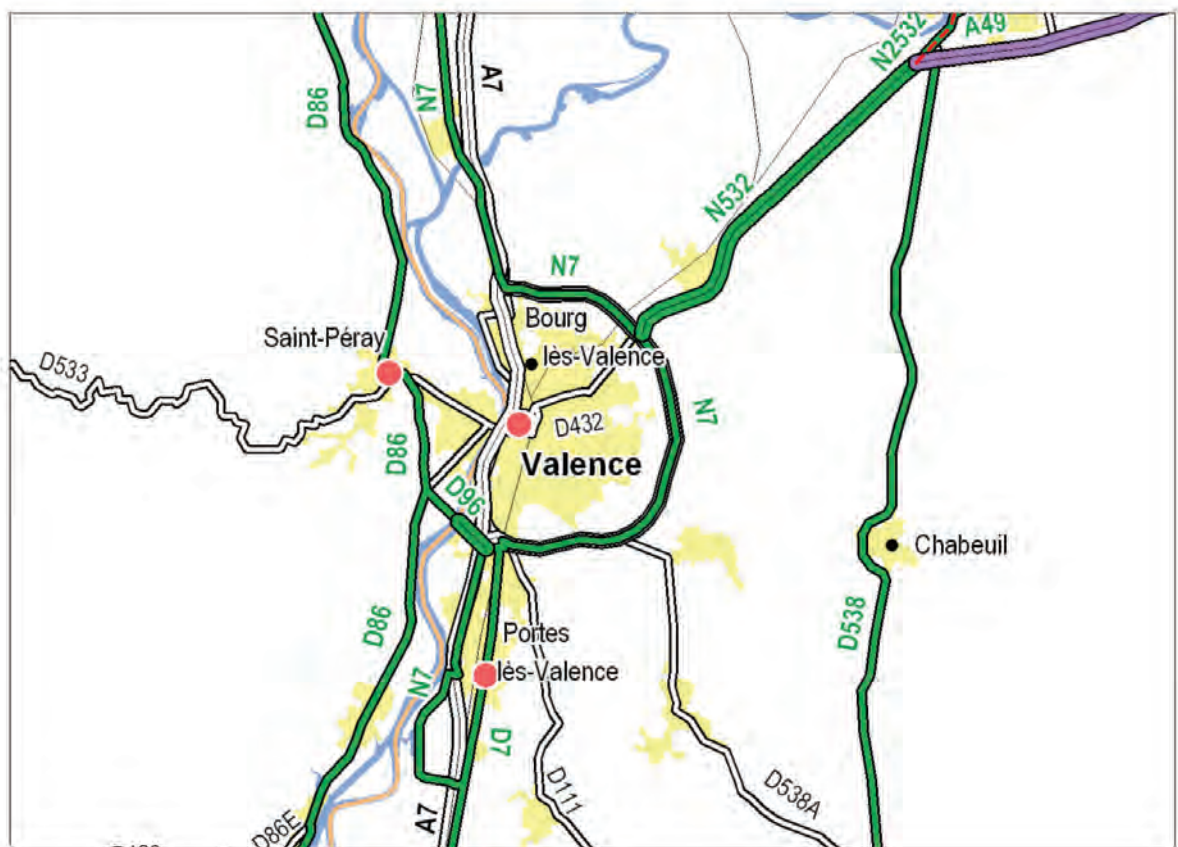 A49
N2532
A7
N7
D86
N532
N7
Bourg
lès-Valence
Saint-Péray
D533
D432
N7
Valence
D86
D96
Chabeuil
D86
D538
Portes
lès-Valence
N7
D7
D111
D538A
A7
D86E